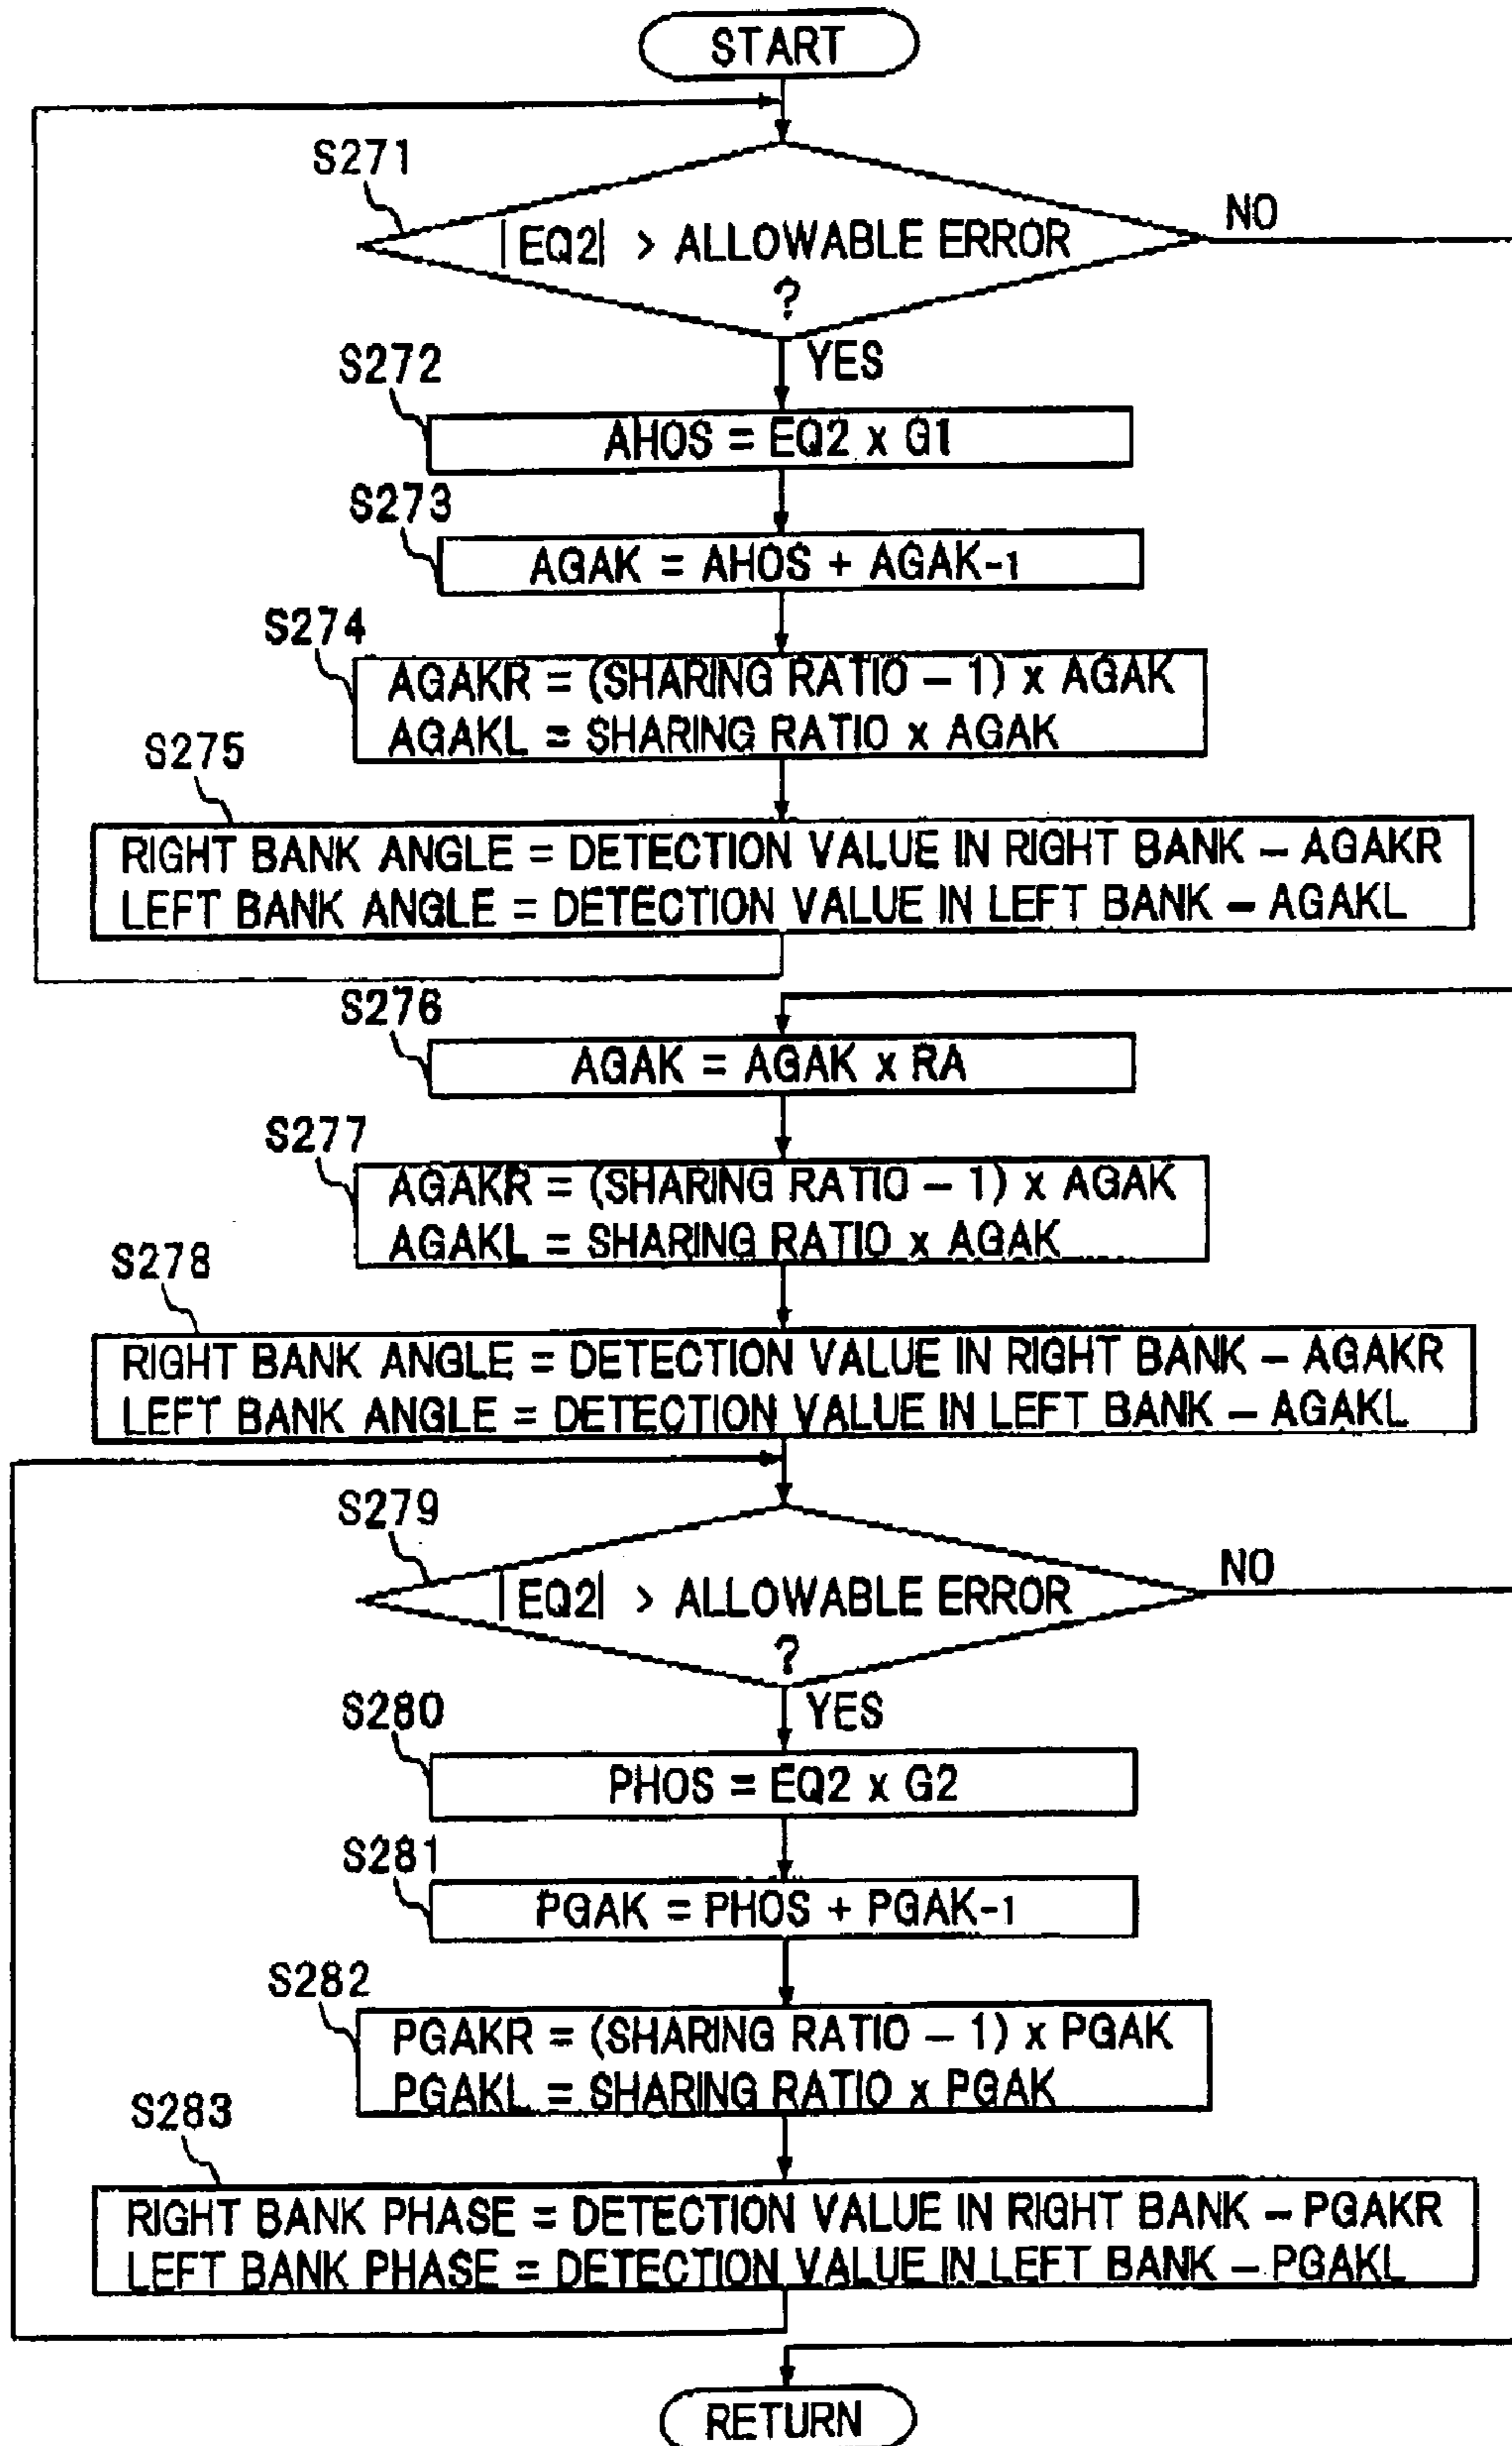 START
S271
|EQ2| > ALLOWABLE ERROR
?
NO
YES
S272
AHOS = EQ2 x G1
S273
AGAK = AHOS + AGAK-1
S274
AGAKR = (SHARING RATIO – 1) x AGAK
AGAKL = SHARING RATIO x AGAK
S275
RIGHT BANK ANGLE = DETECTION VALUE IN RIGHT BANK – AGAKR
LEFT BANK ANGLE = DETECTION VALUE IN LEFT BANK – AGAKL
S276
AGAK = AGAK x RA
S277
AGAKR = (SHARING RATIO – 1) x AGAK
AGAKL = SHARING RATIO x AGAK
S278
RIGHT BANK ANGLE = DETECTION VALUE IN RIGHT BANK – AGAKR
LEFT BANK ANGLE = DETECTION VALUE IN LEFT BANK – AGAKL
S279
|EQ2| > ALLOWABLE ERROR
?
NO
YES
S280
PHOS = EQ2 x G2
S281
PGAK = PHOS + PGAK-1
S282
PGAKR = (SHARING RATIO – 1) x PGAK
PGAKL = SHARING RATIO x PGAK
S283
RIGHT BANK PHASE = DETECTION VALUE IN RIGHT BANK – PGAKR
LEFT BANK PHASE = DETECTION VALUE IN LEFT BANK – PGAKL
RETURN